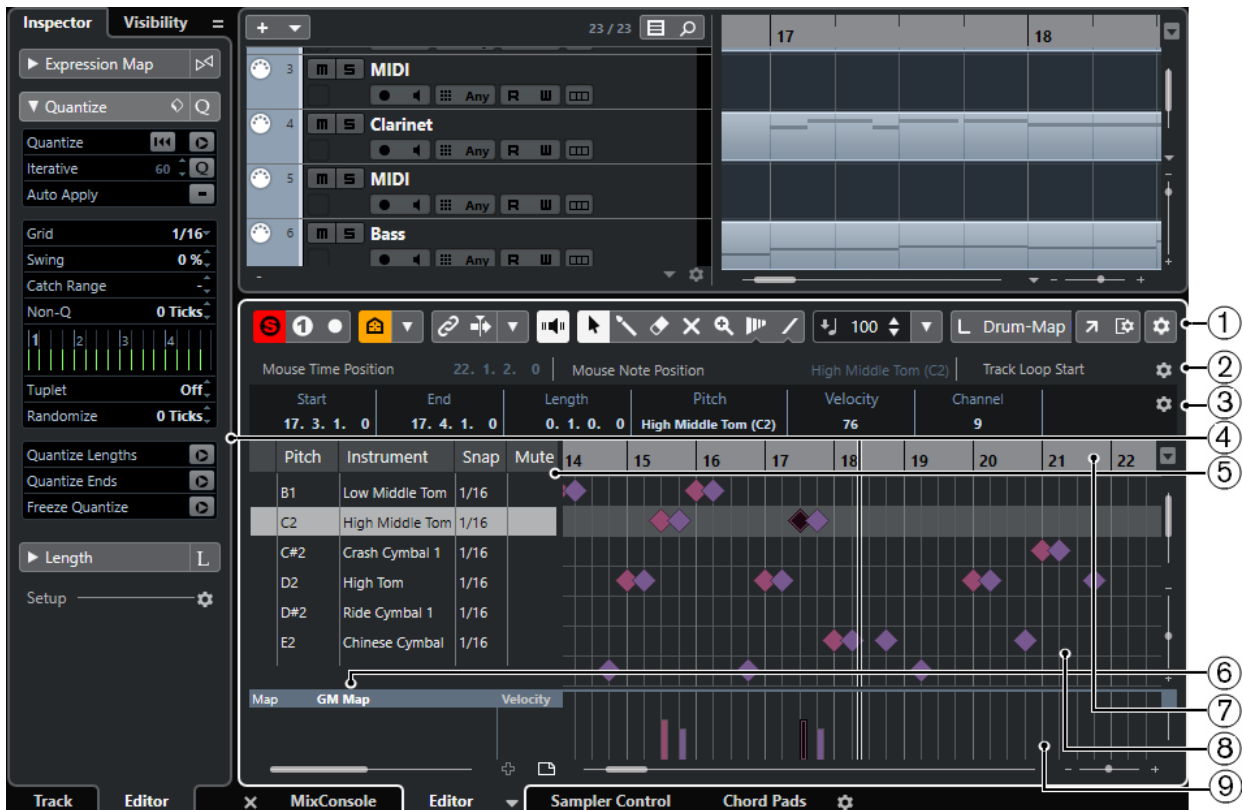 Inspector Visibility
Expression Map
Quantize Q
Quantize
Iterative 60 Q
Auto Apply
Grid 1/16
Swing 0 %
Catch Range -
Non-Q 0 Ticks
1 2 3 4
Tuplet Off
Randomize 0 Ticks
Quantize Lengths
Quantize Ends
Freeze Quantize
Length L
Setup
+ 23 / 23
17 18
3 m S MIDI
Any R W
4 m S Clarinet
Any R W
5 m S MIDI
Any R W
6 m S Bass
Any R W
- - +
S 1 100 L Drum-Map
Mouse Time Position 22. 1. 2. 0 Mouse Note Position High Middle Tom (C2) Track Loop Start
Start End Length Pitch Velocity Channel
17. 3. 1. 0 17. 4. 1. 0 0. 1. 0. 0 High Middle Tom (C2) 76 9
Pitch Instrument Snap Mute 14 15 16 17 18 19 20 21 22
B1 Low Middle Tom 1/16
C2 High Middle Tom 1/16
C#2 Crash Cymbal 1 1/16
D2 High Tom 1/16
D#2 Ride Cymbal 1 1/16
E2 Chinese Cymbal 1/16
Map GM Map Velocity
- +
Track Editor MixConsole Editor Sampler Control Chord Pads
1
2
3
4
5
6
7
8
9